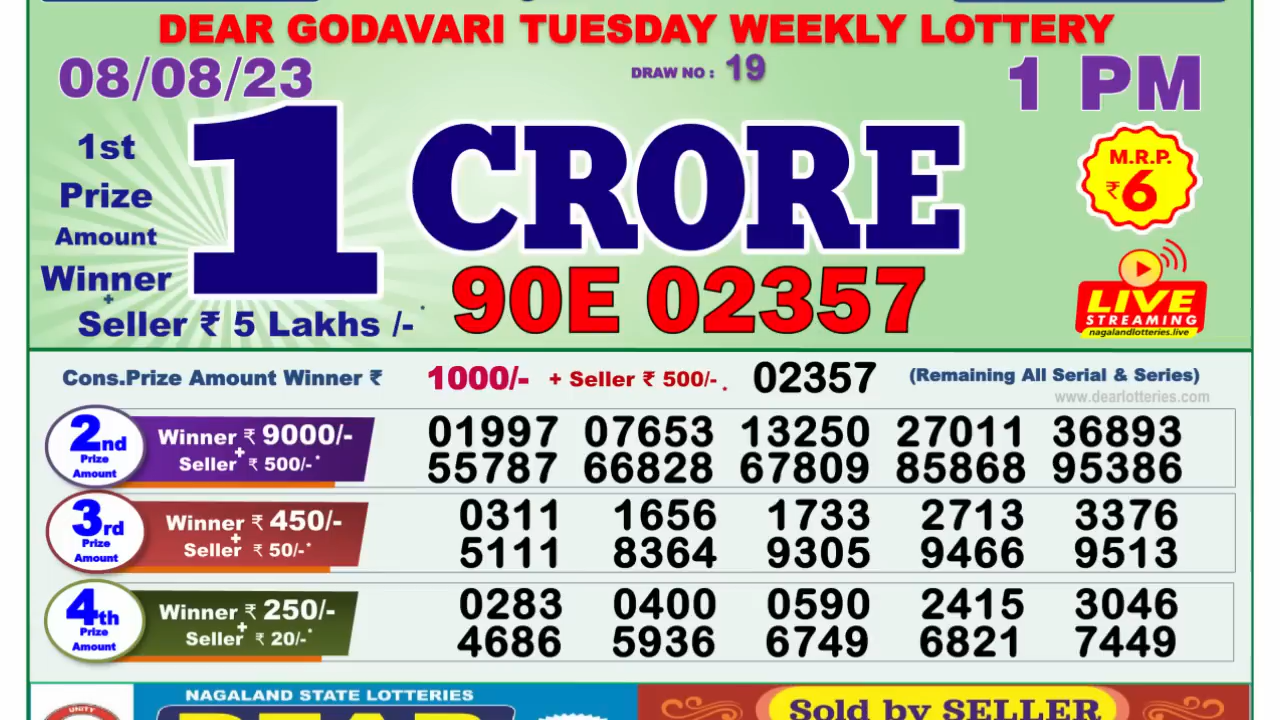 DEAR GODAVARI TUESDAY WEEKLY LOTTERY
08/08/23
DRAW NO : 19
1 PM
1st
Prize
Amount
Winner
+
Seller ₹ 5 Lakhs /-
1 CRORE
90E 02357
M.R.P.
₹6
LIVE
STREAMING
nagalandlotteries.live
Cons.Prize Amount Winner ₹ 1000/- + Seller ₹ 500/-. 02357 (Remaining All Serial & Series)
www.dearlotteries.com
2nd
Prize
Amount
Winner ₹ 9000/-
+
Seller ₹ 500/-*
01997 07653 13250 27011 36893
55787 66828 67809 85868 95386
3rd
Prize
Amount
Winner ₹ 450/-
+
Seller ₹ 50/-*
0311 1656 1733 2713 3376
5111 8364 9305 9466 9513
4th
Prize
Amount
Winner ₹ 250/-
+
Seller ₹ 20/-*
0283 0400 0590 2415 3046
4686 5936 6749 6821 7449
UNITY
NAGALAND STATE LOTTERIES
DEAR
Sold by SELLER